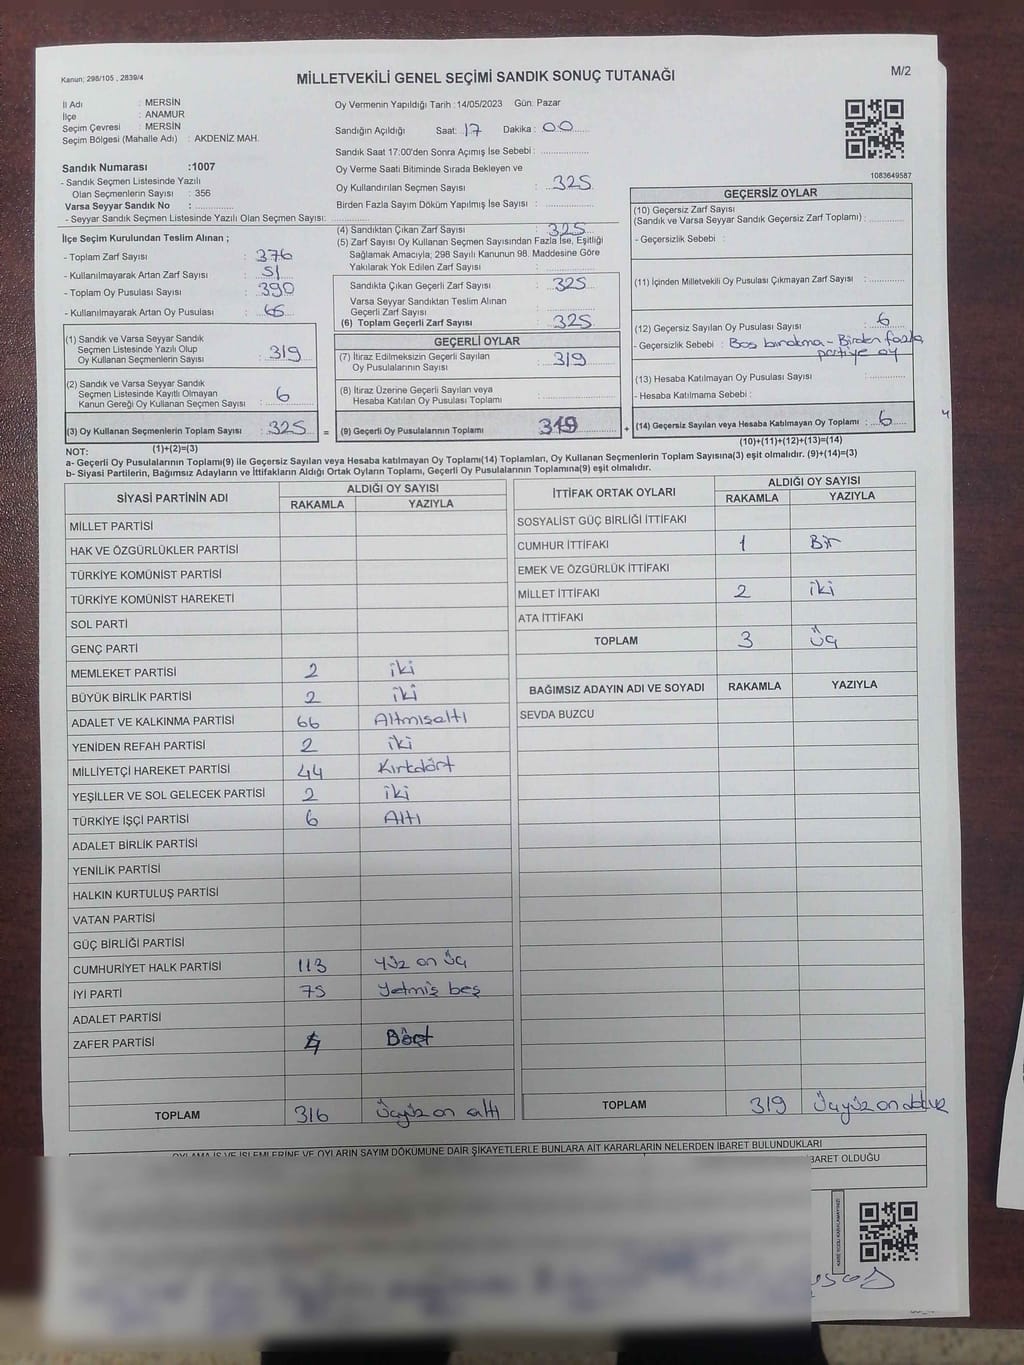 Kanun; 298/105 , 2839/4
MİLLETVEKİLİ GENEL SEÇİMİ SANDIK SONUÇ TUTANAĞI
M/2
İl Adı : MERSİN
İlçe : ANAMUR
Seçim Çevresi : MERSİN
Seçim Bölgesi (Mahalle Adı) : AKDENİZ MAH.
Sandık Numarası :1007
- Sandık Seçmen Listesinde Yazılı
Olan Seçmenlerin Sayısı : 356
Varsa Seyyar Sandık No :
- Seyyar Sandık Seçmen Listesinde Yazılı Olan Seçmen Sayısı:
Oy Vermenin Yapıldığı Tarih : 14/05/2023 Gün: Pazar
Sandığın Açıldığı Saat: 17 Dakika : 00
Sandık Saat 17:00'den Sonra Açımış İse Sebebi :
Oy Verme Saati Bitiminde Sırada Bekleyen ve
Oy Kullandırılan Seçmen Sayısı : 325
Birden Fazla Sayım Döküm Yapılmış İse Sayısı :
1083649587
İlçe Seçim Kurulundan Teslim Alınan ;
- Toplam Zarf Sayısı : 376
- Kullanılmayarak Artan Zarf Sayısı : 51
- Toplam Oy Pusulası Sayısı : 390
- Kullanılmayarak Artan Oy Pusulası : 65
(4) Sandıktan Çıkan Zarf Sayısı : 325
(5) Zarf Sayısı Oy Kullanan Seçmen Sayısından Fazla İse, Eşitliği
Sağlamak Amacıyla; 298 Sayılı Kanunun 98. Maddesine Göre
Yakılarak Yok Edilen Zarf Sayısı :
Sandıkta Çıkan Geçerli Zarf Sayısı : 325
Varsa Seyyar Sandıktan Teslim Alınan
Geçerli Zarf Sayısı :
(6) Toplam Geçerli Zarf Sayısı : 325
GEÇERSİZ OYLAR
(10) Geçersiz Zarf Sayısı
(Sandık ve Varsa Seyyar Sandık Geçersiz Zarf Toplamı) :
- Geçersizlik Sebebi :
(11) İçinden Milletvekili Oy Pusulası Çıkmayan Zarf Sayısı :
(12) Geçersiz Sayılan Oy Pusulası Sayısı : 6
- Geçersizlik Sebebi : Boş bırakma - Birden fazla
partiye oy
(13) Hesaba Katılmayan Oy Pusulası Sayısı :
- Hesaba Katılmama Sebebi :
(14) Geçersiz Sayılan veya Hesaba Katılmayan Oy Toplamı : 6
(10)+(11)+(12)+(13)=(14)
(1) Sandık ve Varsa Seyyar Sandık
Seçmen Listesinde Yazılı Olup
Oy Kullanan Seçmenlerin Sayısı : 319
(2) Sandık ve Varsa Seyyar Sandık
Seçmen Listesinde Kayıtlı Olmayan
Kanun Gereği Oy Kullanan Seçmen Sayısı : 6
(3) Oy Kullanan Seçmenlerin Toplam Sayısı : 325 =
(1)+(2)=(3)
GEÇERLİ OYLAR
(7) İtiraz Edilmeksizin Geçerli Sayılan
Oy Pusulalarının Sayısı : 319
(8) İtiraz Üzerine Geçerli Sayılan veya
Hesaba Katılan Oy Pusulası Toplamı :
(9) Geçerli Oy Pusulalarının Toplamı : 319 +
NOT:
a- Geçerli Oy Pusulalarının Toplamı(9) ile Geçersiz Sayılan veya Hesaba katılmayan Oy Toplamı(14) Toplamları, Oy Kullanan Seçmenlerin Toplam Sayısına(3) eşit olmalıdır. (9)+(14)=(3)
b- Siyasi Partilerin, Bağımsız Adayların ve İttifakların Aldığı Ortak Oyların Toplamı, Geçerli Oy Pusulalarının Toplamına(9) eşit olmalıdır.
SİYASİ PARTİNİN ADI ALDIĞI OY SAYISI
RAKAMLA YAZIYLA
MİLLET PARTİSİ
HAK VE ÖZGÜRLÜKLER PARTİSİ
TÜRKİYE KOMÜNİST PARTİSİ
TÜRKİYE KOMÜNİST HAREKETİ
SOL PARTİ
GENÇ PARTİ
MEMLEKET PARTİSİ 2 iki
BÜYÜK BİRLİK PARTİSİ 2 iki
ADALET VE KALKINMA PARTİSİ 66 Altmışaltı
YENİDEN REFAH PARTİSİ 2 iki
MİLLİYETÇİ HAREKET PARTİSİ 44 Kırkdört
YEŞİLLER VE SOL GELECEK PARTİSİ 2 iki
TÜRKİYE İŞÇİ PARTİSİ 6 Altı
ADALET BİRLİK PARTİSİ
YENİLİK PARTİSİ
HALKIN KURTULUŞ PARTİSİ
VATAN PARTİSİ
GÜÇ BİRLİĞİ PARTİSİ
CUMHURİYET HALK PARTİSİ 113 Yüz on üç
İYİ PARTİ 75 Yetmiş beş
ADALET PARTİSİ
ZAFER PARTİSİ 4 Dört
TOPLAM 316 Üçyüz on altı
İTTİFAK ORTAK OYLARI ALDIĞI OY SAYISI
RAKAMLA YAZIYLA
SOSYALİST GÜÇ BİRLİĞİ İTTİFAKI
CUMHUR İTTİFAKI 1 Bir
EMEK VE ÖZGÜRLÜK İTTİFAKI
MİLLET İTTİFAKI 2 iki
ATA İTTİFAKI
TOPLAM 3 Üç
BAĞIMSIZ ADAYIN ADI VE SOYADI RAKAMLA YAZIYLA
SEVDA BUZCU
TOPLAM 319 Üçyüz ondokuz
OYLAMA İŞ VE İŞLEMLERİNE VE OYLARIN SAYIM DÖKÜMÜNE DAİR ŞİKAYETLERLE BUNLARA AİT KARARLARIN NELERDEN İBARET BULUNDUKLARI
İBARET OLDUĞU